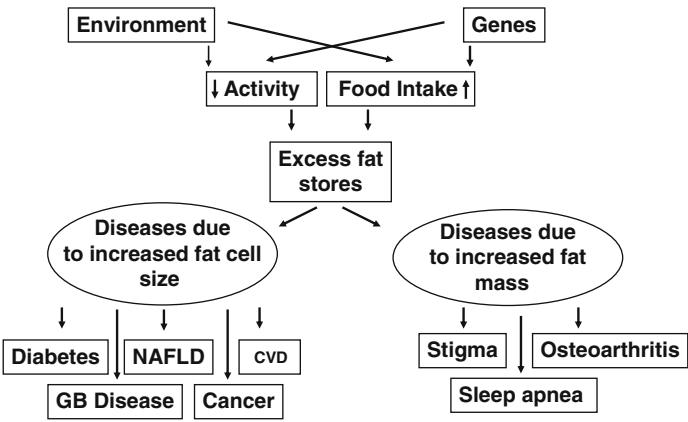 Environment
Genes
↓ Activity
Food Intake ↑
Excess fat
stores
Diseases due
to increased fat cell
size
Diseases due
to increased fat
mass
Diabetes
NAFLD
CVD
GB Disease
Cancer
Stigma
Osteoarthritis
Sleep apnea